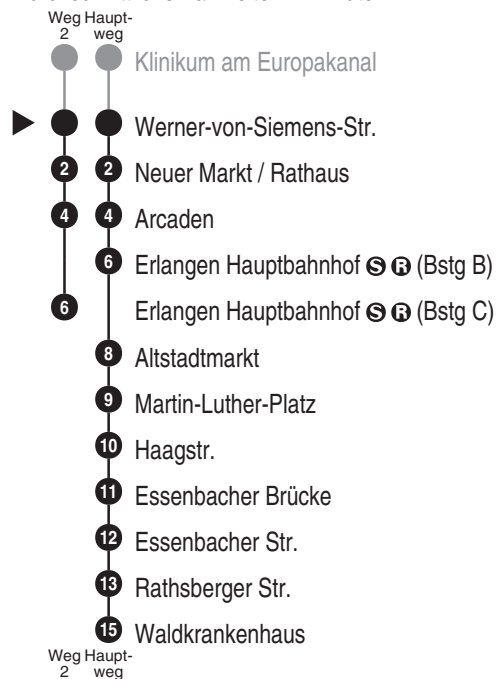 Weg Haupt-
2 weg
Klinikum am Europakanal
Werner-von-Siemens-Str.
2 2 Neuer Markt / Rathaus
4 4 Arcaden
6 Erlangen Hauptbahnhof S R (Bstg B)
6 Erlangen Hauptbahnhof S R (Bstg C)
8 Altstadtmarkt
9 Martin-Luther-Platz
10 Haagstr.
11 Essenbacher Brücke
12 Essenbacher Str.
13 Rathsberger Str.
15 Waldkrankenhaus
Weg Haupt-
2 weg